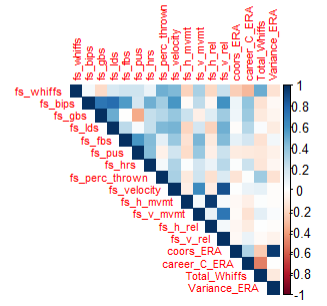 fs_whiffs
fs_bips
fs_gbs
fs_lds
fs_fbs
fs_pus
fs_hrs
fs_perc_thrown
fs_velocity
fs_h_mvmt
fs_v_mvmt
fs_h_rel
fs_v_rel
coors_ERA
career_C_ERA
Total_Whiffs
Variance_ERA
fs_whiffs
fs_bips
fs_gbs
fs_lds
fs_fbs
fs_pus
fs_hrs
fs_perc_thrown
fs_velocity
fs_h_mvmt
fs_v_mvmt
fs_h_rel
fs_v_rel
coors_ERA
career_C_ERA
Total_Whiffs
Variance_ERA
1
0.8
0.6
0.4
0.2
0
-0.2
-0.4
-0.6
-0.8
-1